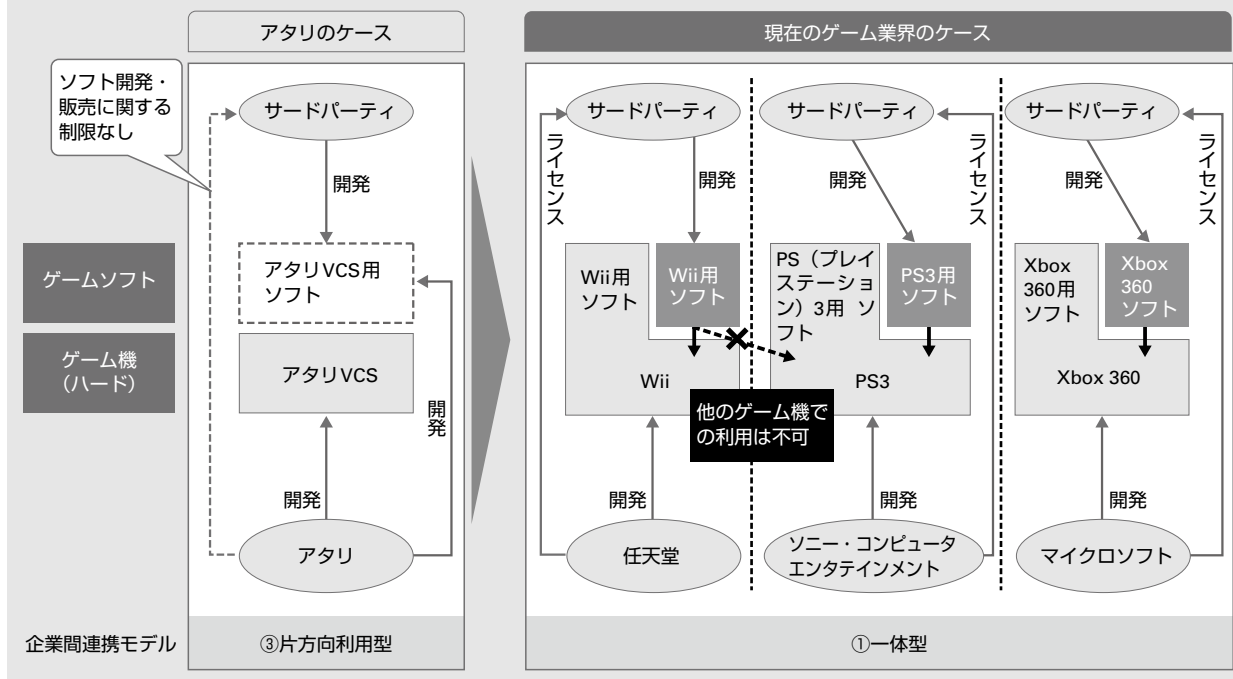 アタリのケース
現在のゲーム業界のケース
ソフト開発・
販売に関する
制限なし
サードパーティ
開発
アタリVCS用
ソフト
アタリVCS
開発
開発
アタリ
ゲームソフト
ゲーム機
（ハード）
サードパーティ
ライセンス
開発
Wii用
ソフト
Wii用
ソフト
Wii
開発
任天堂
サードパーティ
ライセンス
開発
PS（プレイ
ステーショ
ン）3用 ソ
フト
PS3用
ソフト
PS3
他のゲーム機で
の利用は不可
開発
ソニー・コンピュータ
エンタテインメント
サードパーティ
ライセンス
開発
Xbox
360用
ソフト
Xbox
360
ソフト
Xbox 360
開発
マイクロソフト
企業間連携モデル
③片方向利用型
①一体型